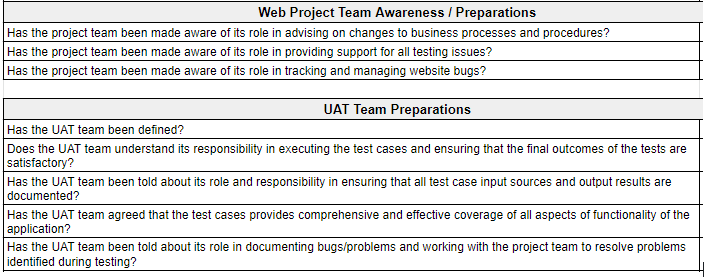 Web Project Team Awareness / Preparations
Has the project team been made aware of its role in advising on changes to business processes and procedures?
Has the project team been made aware of its role in providing support for all testing issues?
Has the project team been made aware of its role in tracking and managing website bugs?
UAT Team Preparations
Has the UAT team been defined?
Does the UAT team understand its responsibility in executing the test cases and ensuring that the final outcomes of the tests are
satisfactory?
Has the UAT team been told about its role and responsibility in ensuring that all test case input sources and output results are
documented?
Has the UAT team agreed that the test cases provides comprehensive and effective coverage of all aspects of functionality of the
application?
Has the UAT team been told about its role in documenting bugs/problems and working with the project team to resolve problems
identified during testing?